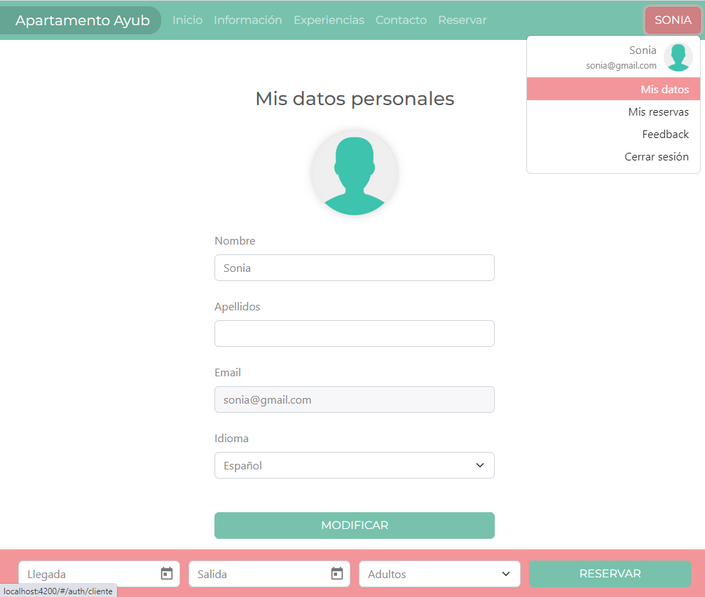 Apartamento Ayub Inicio Información Experiencias Contacto Reservar SONIA
Sonia
sonia@gmail.com
Mis datos
Mis reservas
Feedback
Cerrar sesión
Mis datos personales
Nombre
Sonia
Apellidos
Email
sonia@gmail.com
Idioma
Español
MODIFICAR
Llegada Salida Adultos RESERVAR
localhost:4200/#/auth/cliente